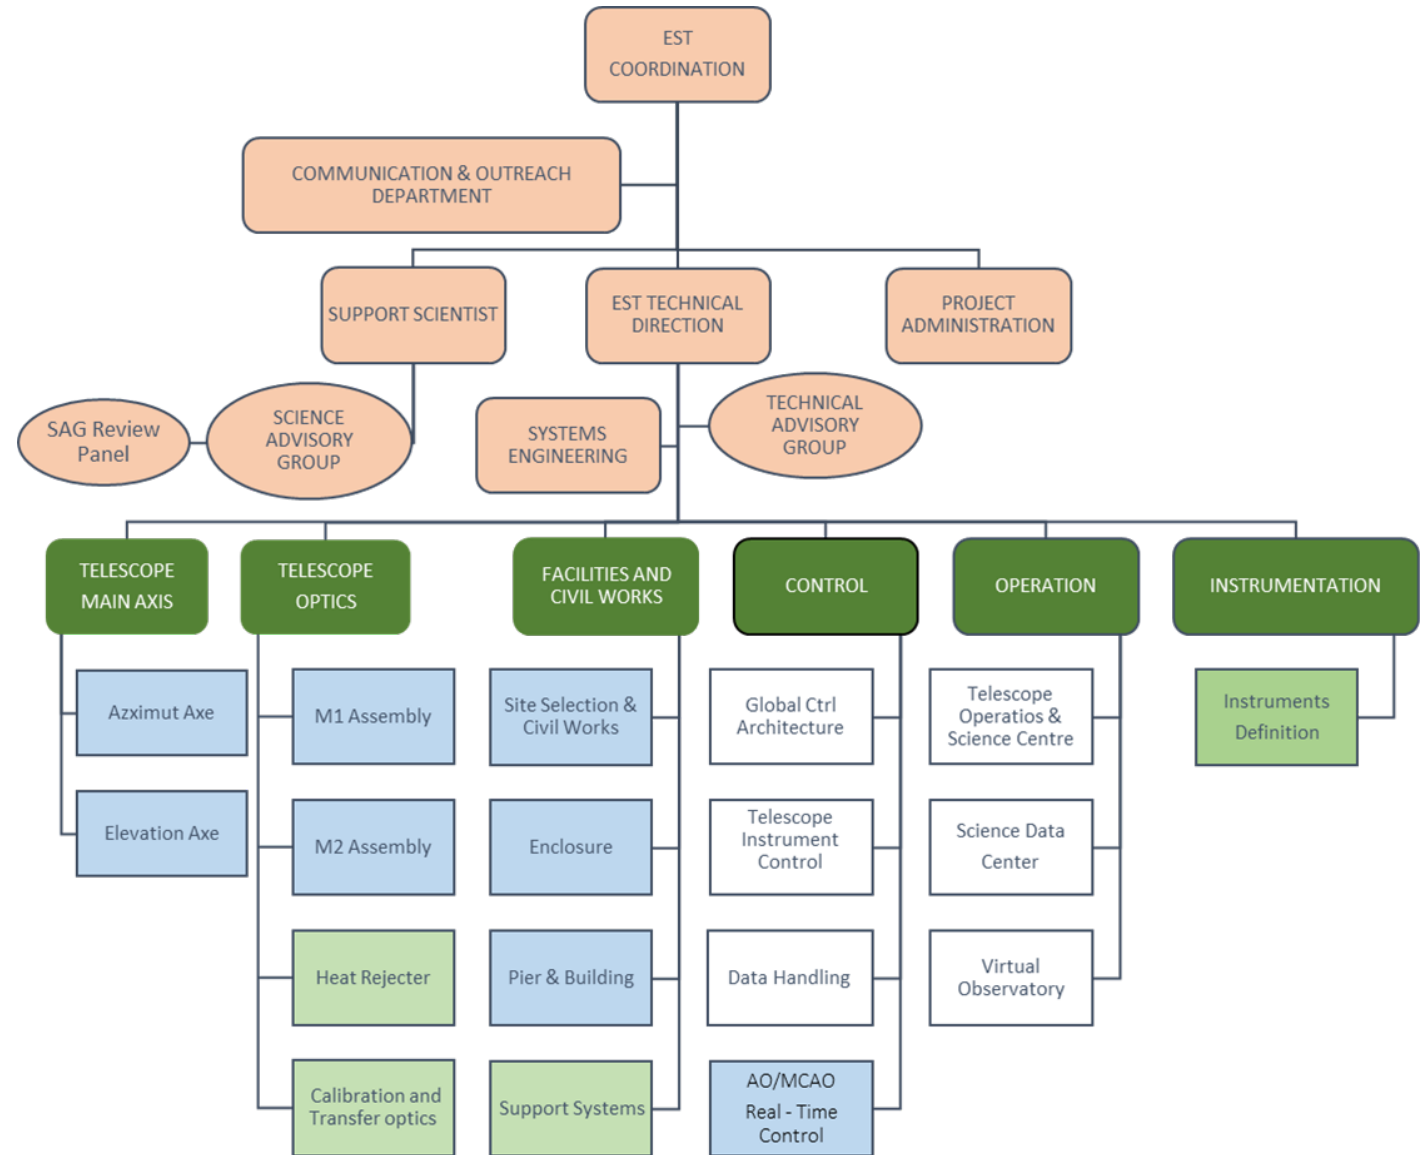 EST
COORDINATION
COMMUNICATION & OUTREACH
DEPARTMENT
SUPPORT SCIENTIST
EST TECHNICAL
DIRECTION
PROJECT
ADMINISTRATION
SAG Review
Panel
SCIENCE
ADVISORY
GROUP
SYSTEMS
ENGINEERING
TECHNICAL
ADVISORY
GROUP
TELESCOPE
MAIN AXIS
TELESCOPE
OPTICS
FACILITIES AND
CIVIL WORKS
CONTROL
OPERATION
INSTRUMENTATION
Azximut Axe
M1 Assembly
Site Selection &
Civil Works
Global Ctrl
Architecture
Telescope
Operatios &
Science Centre
Instruments
Definition
Elevation Axe
M2 Assembly
Enclosure
Telescope
Instrument
Control
Science Data
Center
Heat Rejecter
Pier & Building
Data Handling
Virtual
Observatory
Calibration and
Transfer optics
Support Systems
AO/MCAO
Real - Time
Control